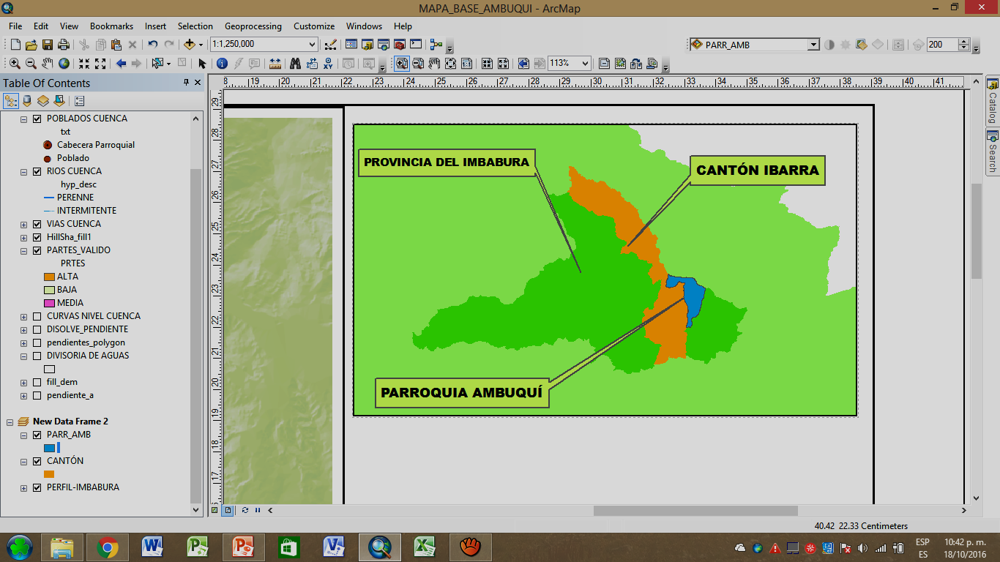 MAPA_BASE_AMBUQUI - ArcMap
File Edit View Bookmarks Insert Selection Geoprocessing Customize Windows Help
1:1,250,000
PARR_AMB
200
113%
Table Of Contents
POBLADOS CUENCA
txt
Cabecera Parroquial
Poblado
RIOS CUENCA
hyp_desc
PERENNE
INTERMITENTE
VIAS CUENCA
HillSha_fill1
PARTES_VALIDO
PRTES
ALTA
BAJA
MEDIA
CURVAS NIVEL CUENCA
DISOLVE_PENDIENTE
pendientes_polygon
DIVISORIA DE AGUAS
fill_dem
pendiente_a
New Data Frame 2
PARR_AMB
CANTÓN
PERFIL-IMBABURA
8 19 20 21 22 23 24 25 26 27 28 29 30 31 32 33 34 35 36 37 38 39 40 41
29
28
27
26
25
24
23
22
21
20
19
18
17
PROVINCIA DEL IMBABURA
CANTÓN IBARRA
PARROQUIA AMBUQUÍ
Catalog
Search
40.42 22.33 Centimeters
ESP
ES
10:42 p. m.
18/10/2016